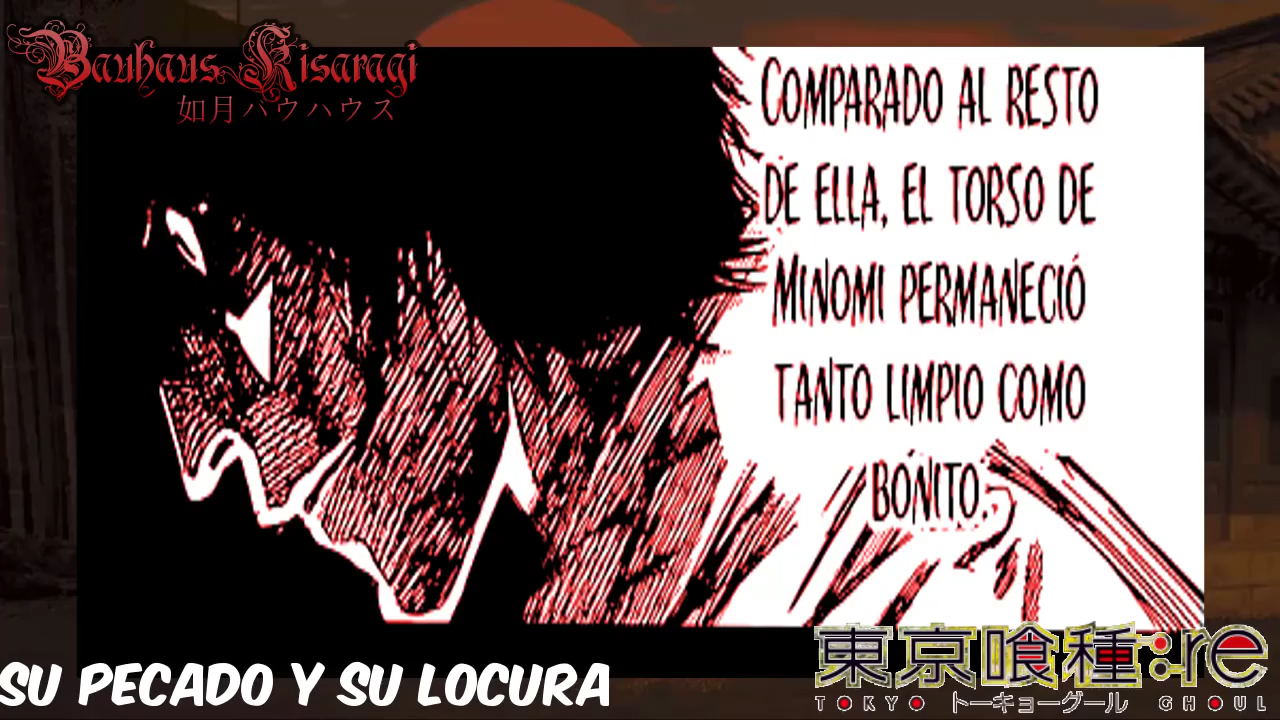 Bauhaus Kisaragi
如月バウハウス
COMPARADO AL RESTO
DE ELLA, EL TORSO DE
MINOMI PERMANECIÓ
TANTO LIMPIO COMO
BONITO.
東京喰種:re
TOKYO トーキョーグール GHOUL
SU PECADO Y SU LOCURA